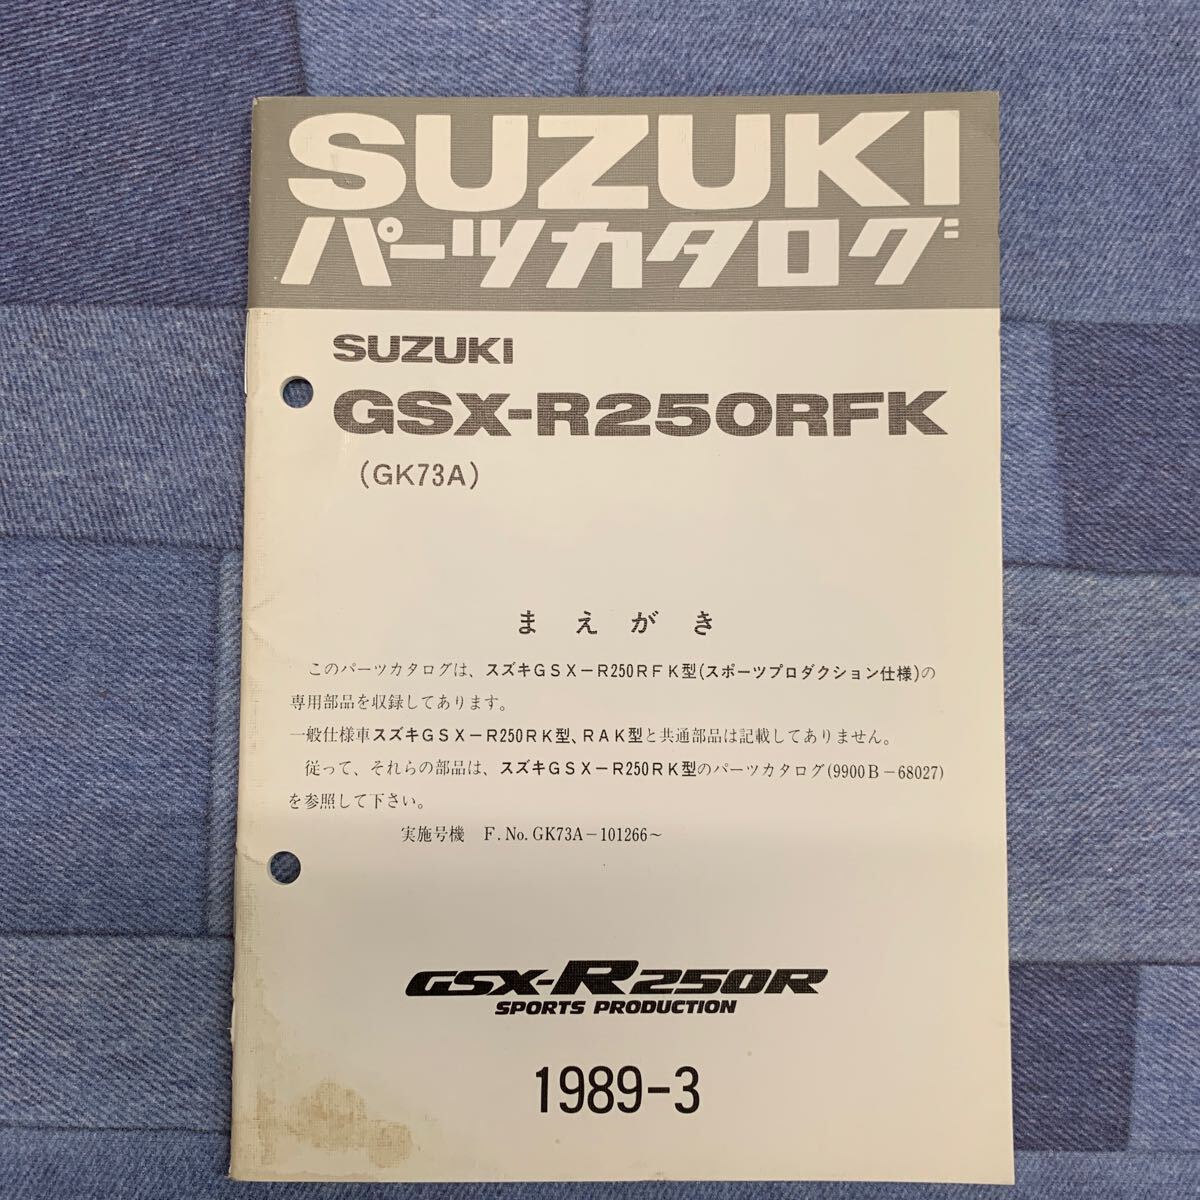 SUZUKI
パーツカタログ
SUZUKI
GSX-R250RFK
(GK73A)
まえがき
このパーツカタログは、スズキGSX－R250RFK型(スポーツプロダクション仕様)の
専用部品を収録してあります。
一般仕様車スズキGSX－R250RK型、RAK型と共通部品は記載してありません。
従って、それらの部品は、スズキGSX－R250RK型のパーツカタログ(9900B－68027)
を参照して下さい。
実施号機 F.No.GK73A－101266～
GSX-R250R
SPORTS PRODUCTION
1989-3